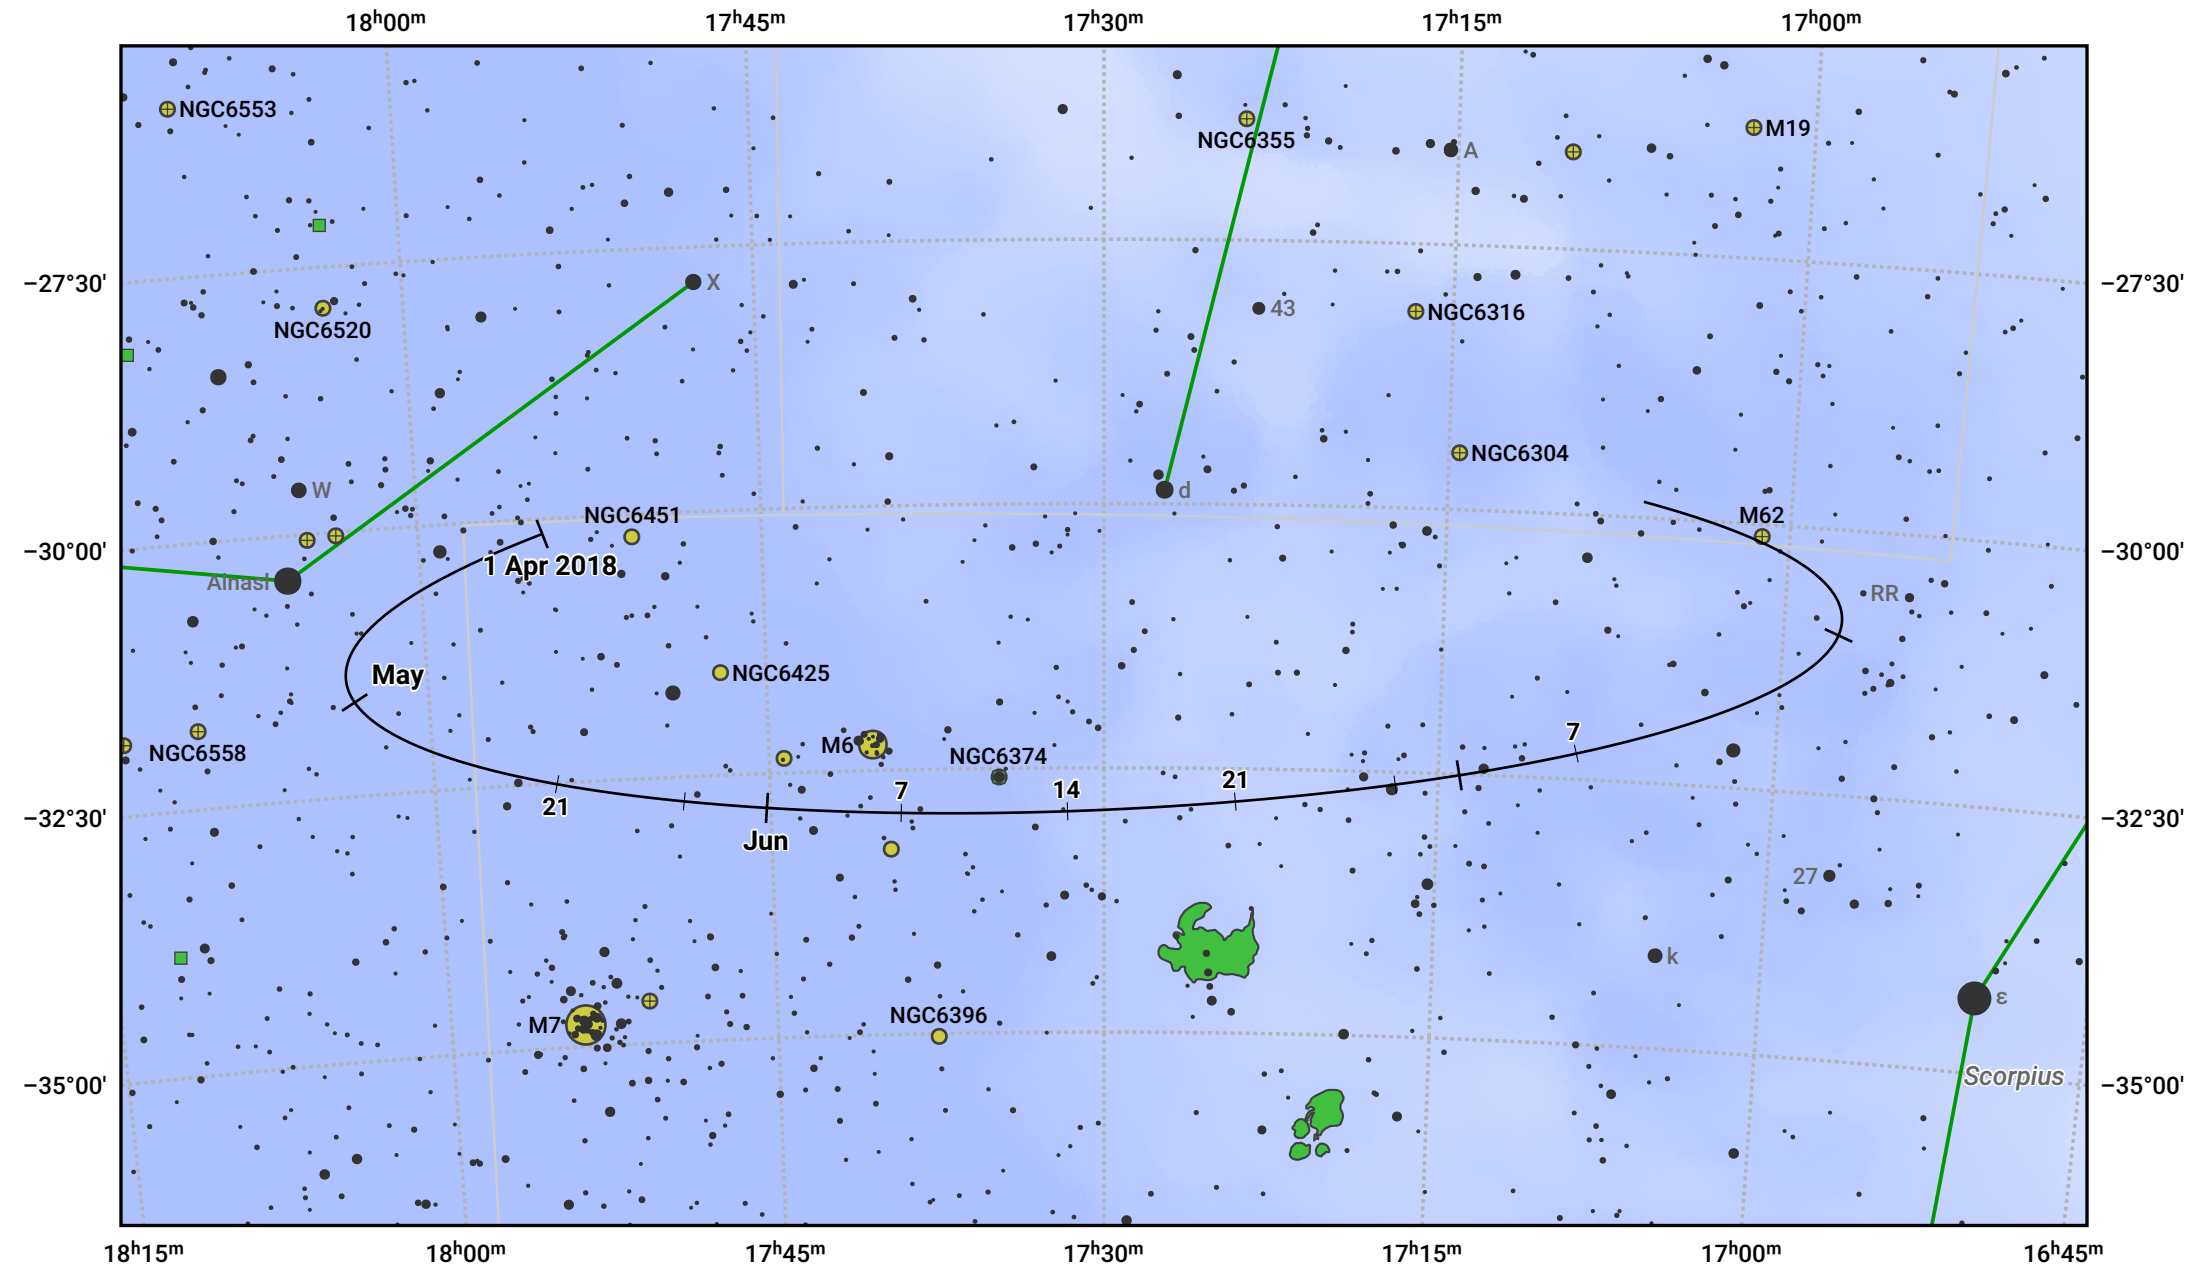 18ʰ00ᵐ 17ʰ45ᵐ 17ʰ30ᵐ 17ʰ15ᵐ 17ʰ00ᵐ
NGC6553
NGC6355
A
M19
−27°30'
X
43
NGC6316
−27°30'
NGC6520
NGC6304
W
d
NGC6451
M62
−30°00'
1 Apr 2018
−30°00'
Alnasl
RR
May
NGC6425
7
NGC6558
M6
NGC6374
21
7
14
21
−32°30'
−32°30'
Jun
27
k
ε
M7
NGC6396
−35°00'
Scorpius
−35°00'
18ʰ15ᵐ 18ʰ00ᵐ 17ʰ45ᵐ 17ʰ30ᵐ 17ʰ15ᵐ 17ʰ00ᵐ 16ʰ45ᵐ